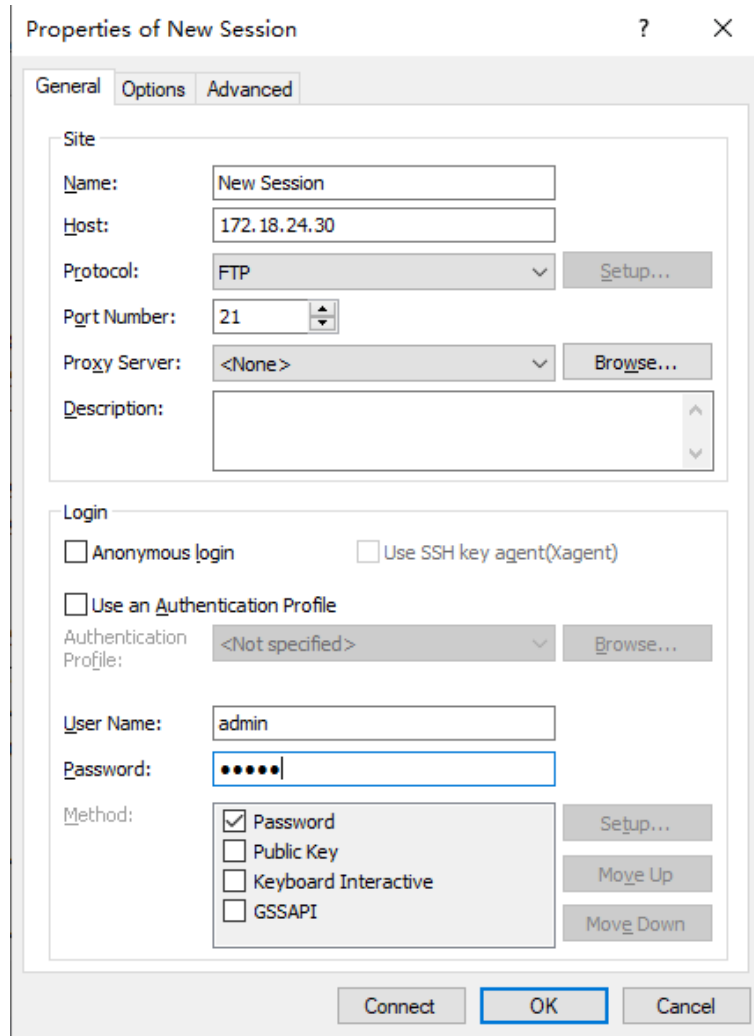 Properties of New Session ? ×
General Options Advanced
Site
Name: New Session
Host: 172.18.24.30
Protocol: FTP Setup...
Port Number: 21
Proxy Server: <None> Browse...
Description:
Login
Anonymous login Use SSH key agent(Xagent)
Use an Authentication Profile
Authentication Profile: <Not specified> Browse...
User Name: admin
Password: •••••
Method: Password Setup...
Public Key
Keyboard Interactive Move Up
GSSAPI Move Down
Connect OK Cancel